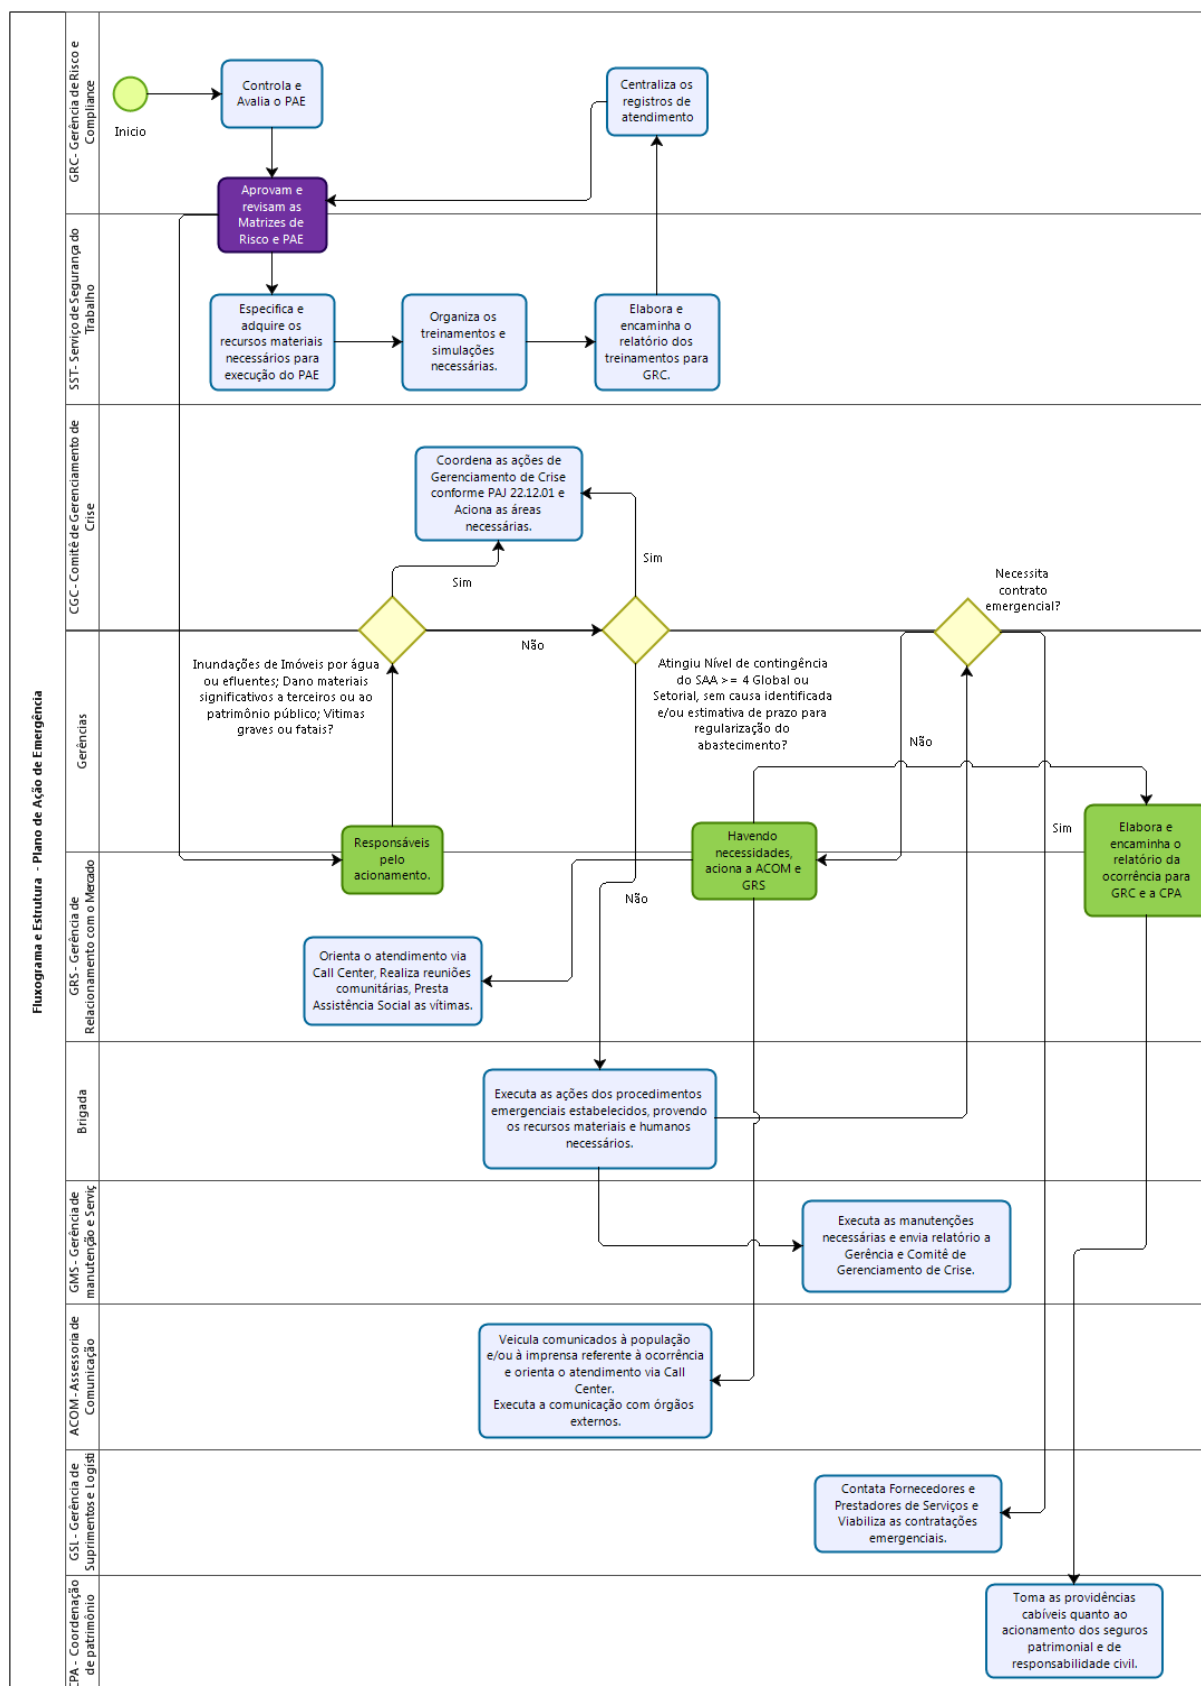 Fluxograma e Estrutura - Plano de Ação de Emergência
GRC - Gerência de Risco e
Compliance
Inicio
Controla e
Avalia o PAE
Centraliza os
registros de
atendimento
Aprovam e
revisam as
Matrizes de
Risco e PAE
SST - Serviço de Segurança do
Trabalho
Especifica e
adquire os
recursos materiais
necessários para
execução do PAE
Organiza os
treinamentos e
simulações
necessárias.
Elabora e
encaminha o
relatório dos
treinamentos para
GRC.
CGC - Comitê de Gerenciamento de
Crise
Coordena as ações de
Gerenciamento de Crise
conforme PAJ 22.12.01 e
Aciona as áreas
necessárias.
Sim
Sim
Necessita
contrato
emergencial?
Gerências
Não
Inundações de Imóveis por água
ou efluentes; Dano materiais
significativos a terceiros ou ao
patrimônio público; Vitimas
graves ou fatais?
Atingiu Nível de contingência
do SAA >= 4 Global ou
Setorial, sem causa identificada
e/ou estimativa de prazo para
regularização do
abastecimento?
Não
Sim
Responsáveis
pelo
acionamento.
Havendo
necessidades,
aciona a ACOM e
GRS
Elabora e
encaminha o
relatório da
ocorrência para
GRC e a CPA
GRS - Gerência de
Relacionamento com o Mercado
Não
Orienta o atendimento via
Call Center, Realiza reuniões
comunitárias, Presta
Assistência Social as vítimas.
Brigada
Executa as ações dos procedimentos
emergenciais estabelecidos, provendo
os recursos materiais e humanos
necessários.
GMS - Gerência de
manutenção e Serviç
Executa as manutenções
necessárias e envia relatório a
Gerência e Comitê de
Gerenciamento de Crise.
ACOM - Assessoria de
Comunicação
Veicula comunicados à população
e/ou à imprensa referente à ocorrência
e orienta o atendimento via Call
Center.
Executa a comunicação com órgãos
externos.
GSL - Gerência de
Suprimentos e Logísti
Contata Fornecedores e
Prestadores de Serviços e
Viabiliza as contratações
emergenciais.
CPA - Coordenação
de patrimônio
Toma as providências
cabíveis quanto ao
acionamento dos seguros
patrimonial e de
responsabilidade civil.